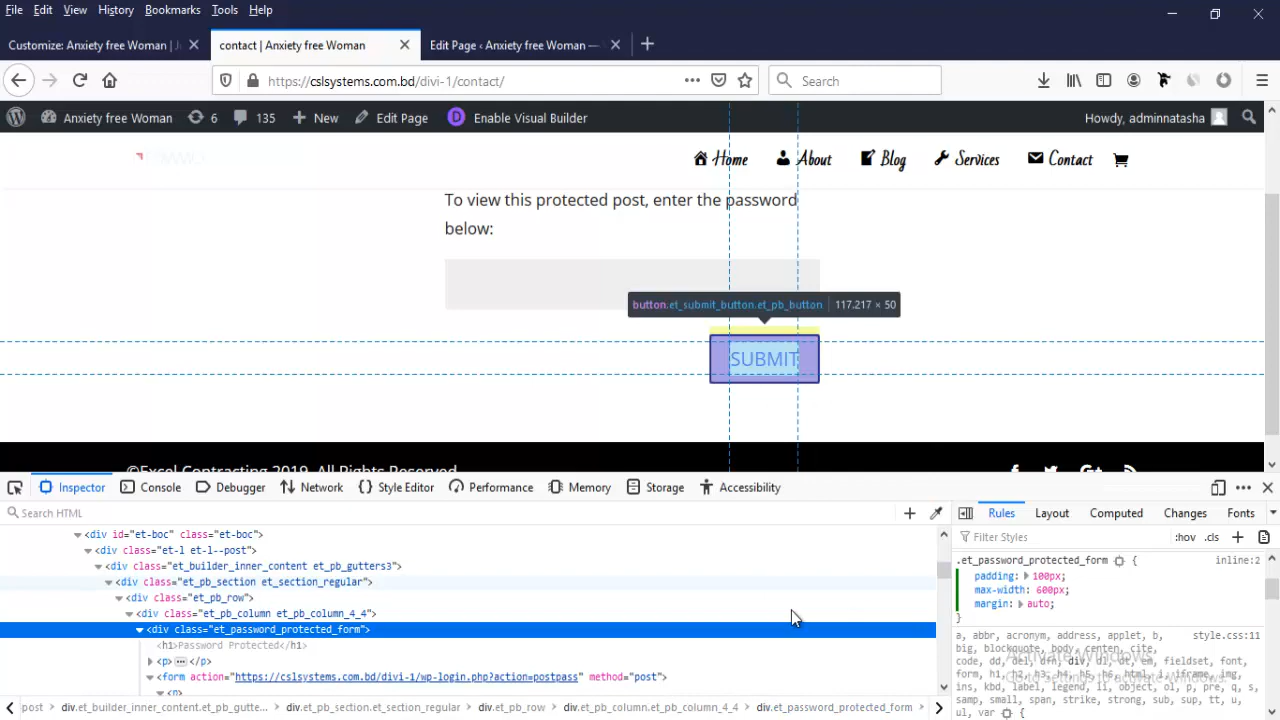 File Edit View History Bookmarks Tools Help
Customize: Anxiety free Woman | J
contact | Anxiety free Woman
Edit Page ‹ Anxiety free Woman —
https://cslsystems.com.bd/divi-1/contact/
Search
Anxiety free Woman 6 135 New Edit Page Enable Visual Builder Howdy, adminnatasha
Home About Blog Services Contact
To view this protected post, enter the password
below:
button.et_submit_button.et_pb_button 117.217 × 50
SUBMIT
©Excel Contracting 2019. All Rights Reserved
Inspector Console Debugger Network Style Editor Performance Memory Storage Accessibility
Search HTML
Rules Layout Computed Changes Fonts
Filter Styles :hov .cls
<div id="et-boc" class="et-boc">
<div class="et-l et-l--post">
<div class="et_builder_inner_content et_pb_gutters3">
<div class="et_pb_section et_section_regular">
<div class="et_pb_row">
<div class="et_pb_column et_pb_column_4_4">
<div class="et_password_protected_form">
<h1>Password Protected</h1>
<p> </p>
<form action="https://cslsystems.com.bd/divi-1/wp-login.php?action=postpass" method="post">
<p>
.et_password_protected_form { inline:2
padding: 100px;
max-width: 600px;
margin: auto;
}
a, abbr, acronym, address, applet, b, style.css:11
big, blockquote, body, center, cite,
code, dd, del, dfn, div, dl, dt, em, fieldset, font,
form, h1, h2, h3, h4, h5, h6, html, i, iframe, img,
ins, kbd, label, legend, li, object, ol, p, pre, q, s,
samp, small, span, strike, strong, sub, sup, tt, u,
ul, var {
Activate Windows
Go to Settings to activate Windows.
post div.et_builder_inner_content.et_pb_gutte... div.et_pb_section.et_section_regular div.et_pb_row div.et_pb_column.et_pb_column_4_4 div.et_password_protected_form